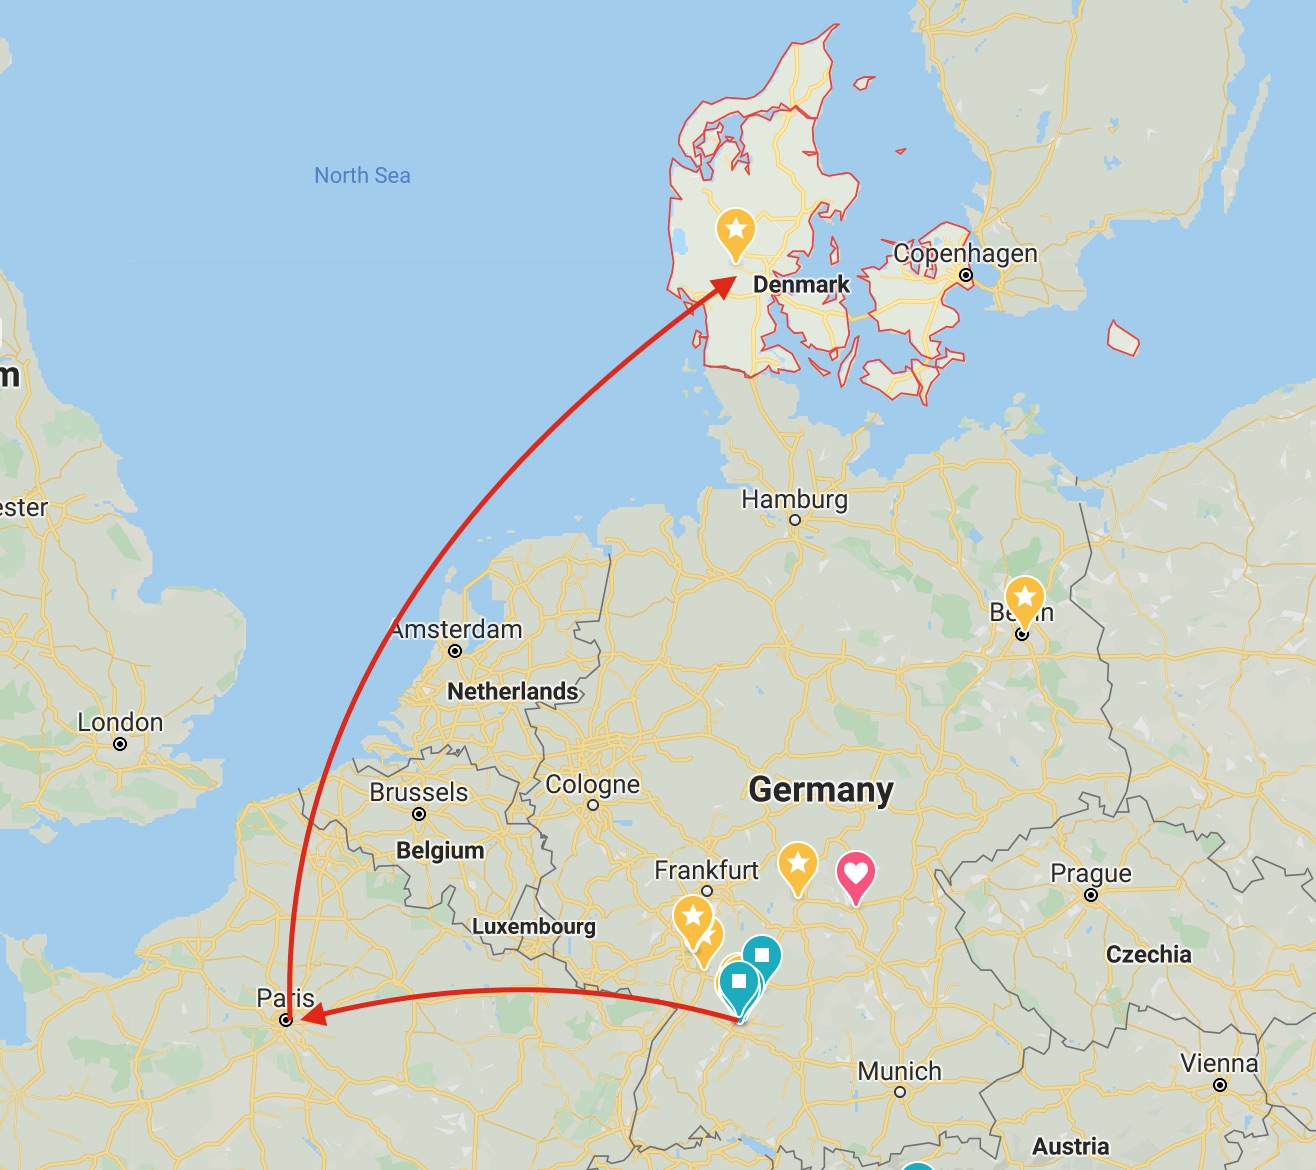 North Sea
Copenhagen
Denmark
m
ester
Hamburg
Amsterdam
Netherlands
London
Brussels
Cologne
Belgium
Germany
Frankfurt
Luxembourg
Prague
Czechia
Paris
Munich
Vienna
Austria